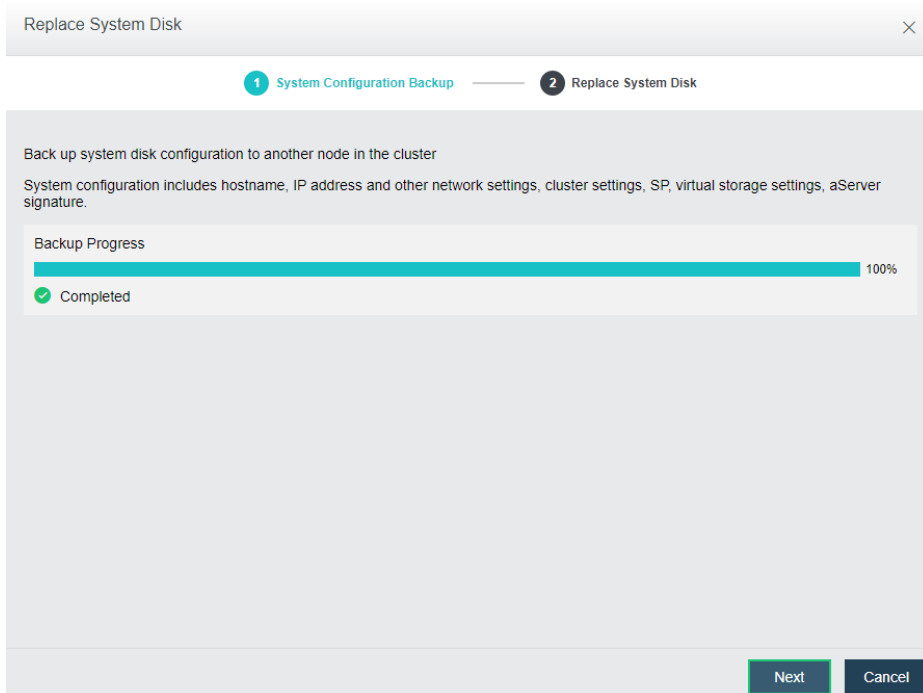 Replace System Disk
1 System Configuration Backup 2 Replace System Disk
Back up system disk configuration to another node in the cluster
System configuration includes hostname, IP address and other network settings, cluster settings, SP, virtual storage settings, aServer
signature.
Backup Progress
100%
Completed
Next Cancel